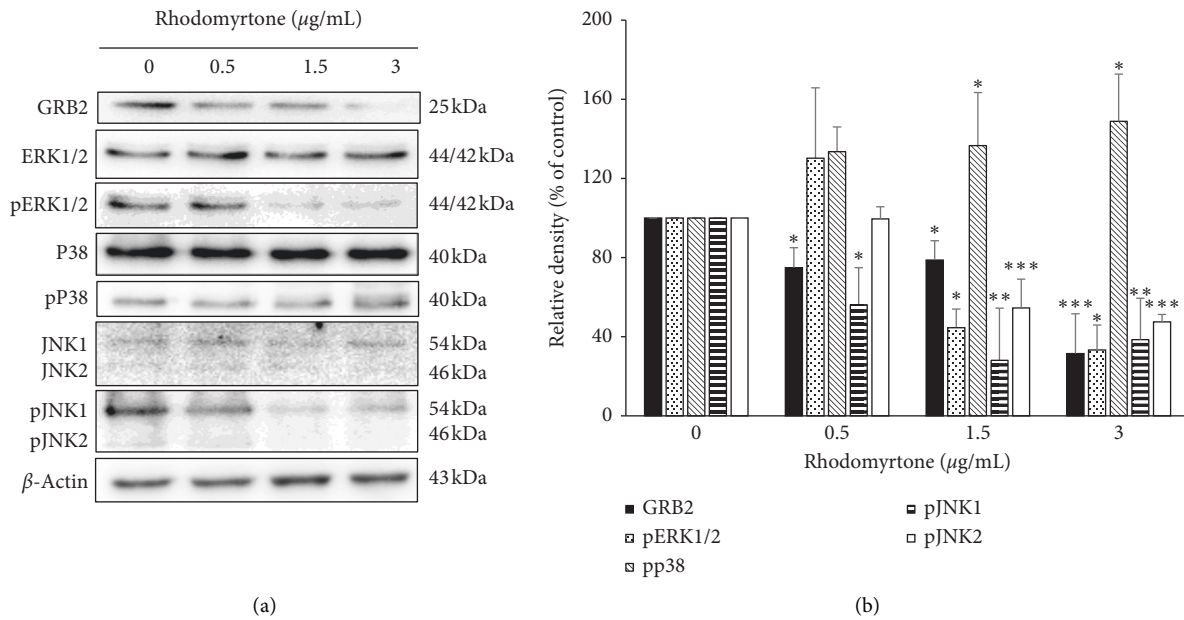 Rhodomyrtone (µg/mL)
0 0.5 1.5 3
GRB2 25 kDa
ERK1/2 44/42 kDa
pERK1/2 44/42 kDa
P38 40 kDa
pP38 40 kDa
JNK1 54 kDa
JNK2 46 kDa
pJNK1 54 kDa
pJNK2 46 kDa
β-Actin 43 kDa
(a)
Relative density (% of control)
200
160
120
80
40
0
* * * * * ** *** *** * * ** ***
0 0.5 1.5 3
Rhodomyrtone (µg/mL)
GRB2 pJNK1
pERK1/2 pJNK2
pp38
(b)